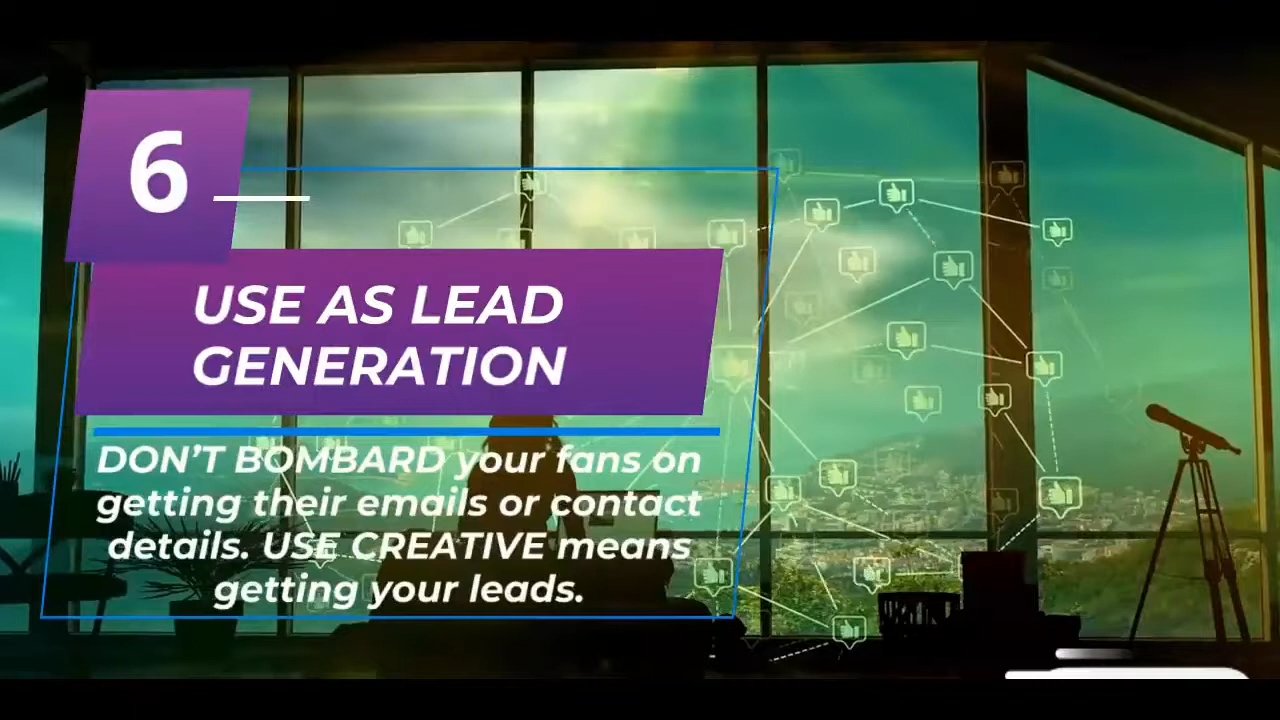 6
USE AS LEAD
GENERATION
DON’T BOMBARD your fans on
getting their emails or contact
details. USE CREATIVE means
getting your leads.